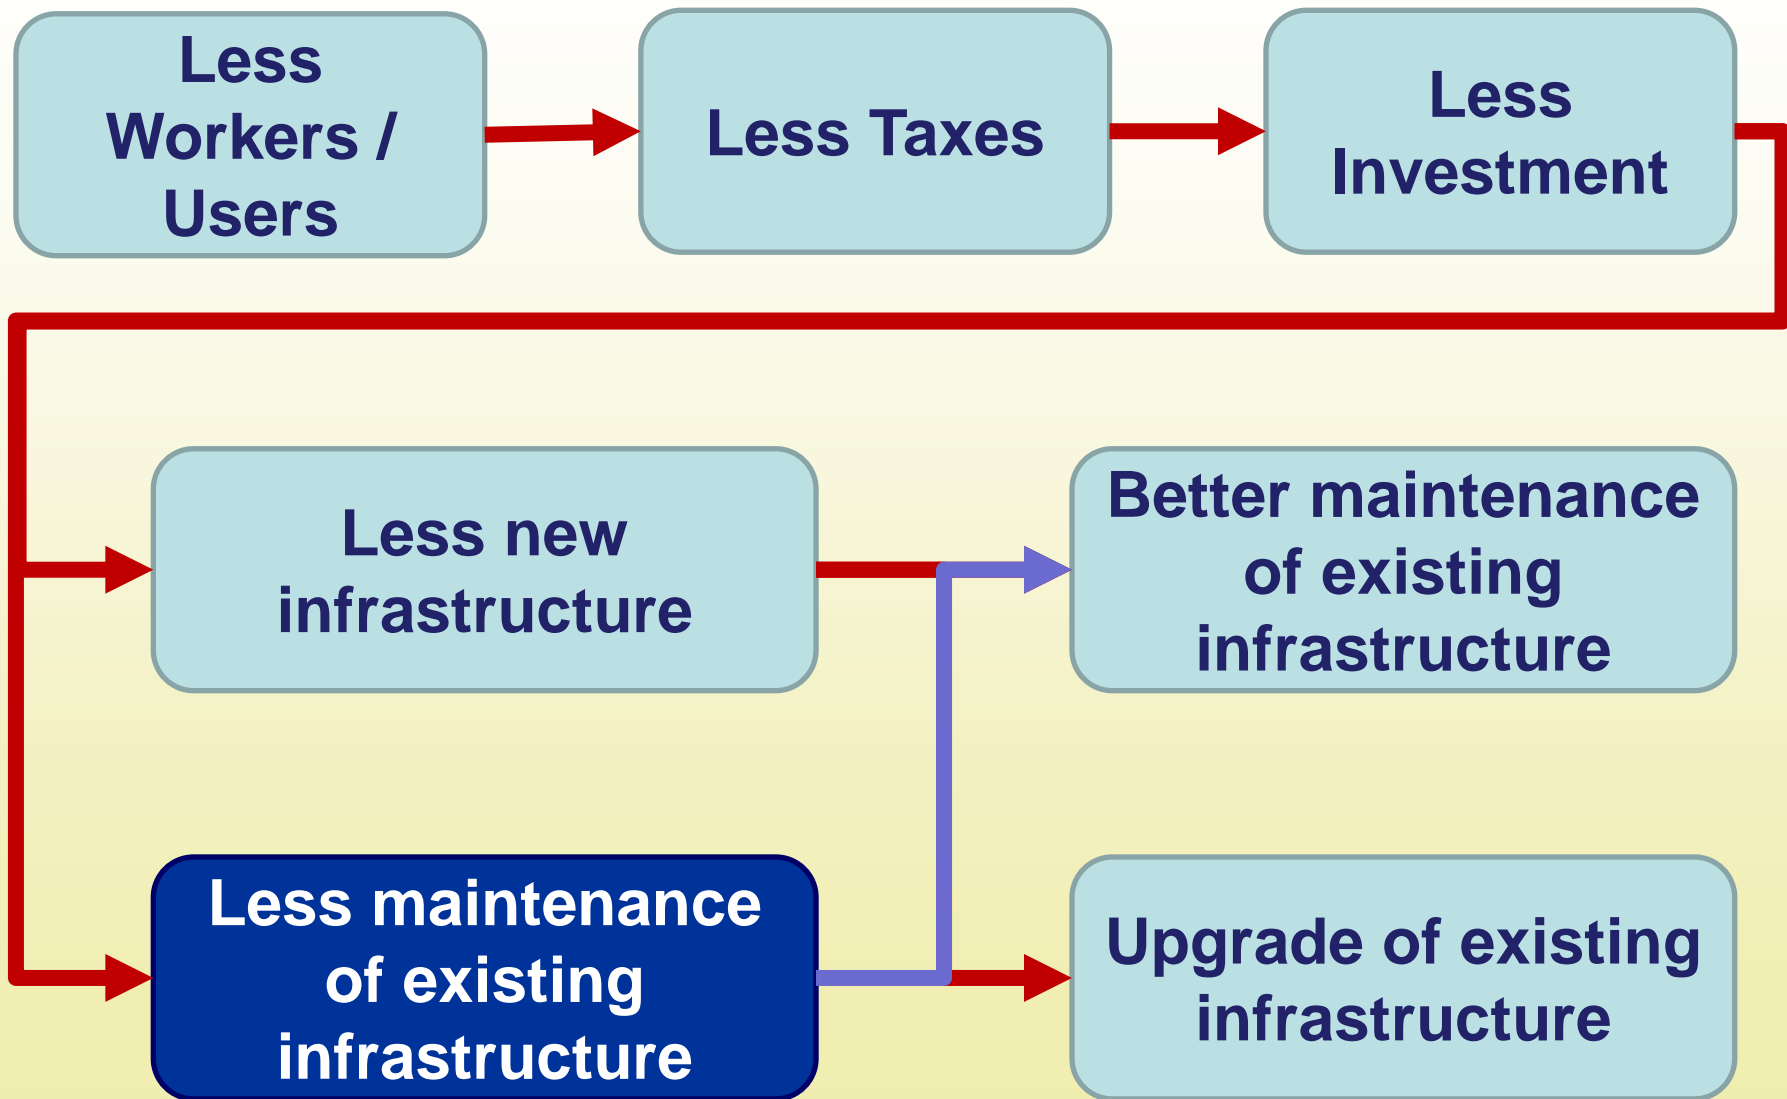 Less
Workers /
Users
Less Taxes
Less
Investment
Less new
infrastructure
Better maintenance
of existing
infrastructure
Less maintenance
of existing
infrastructure
Upgrade of existing
infrastructure